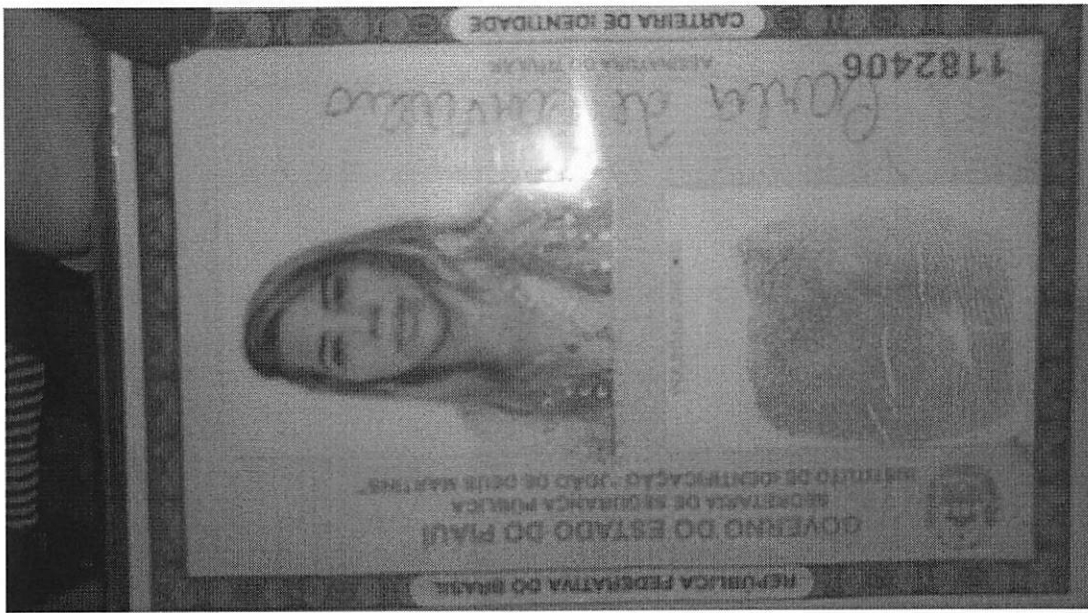 REPÚBLICA FEDERATIVA DO BRASIL
GOVERNO DO ESTADO DO PIAUÍ
SECRETARIA DE SEGURANÇA PÚBLICA
INSTITUTO DE IDENTIFICAÇÃO "JOÃO DE DEUS MARTINS"
de
ASSINATURA DO TITULAR
1182406
CARTEIRA DE IDENTIDADE